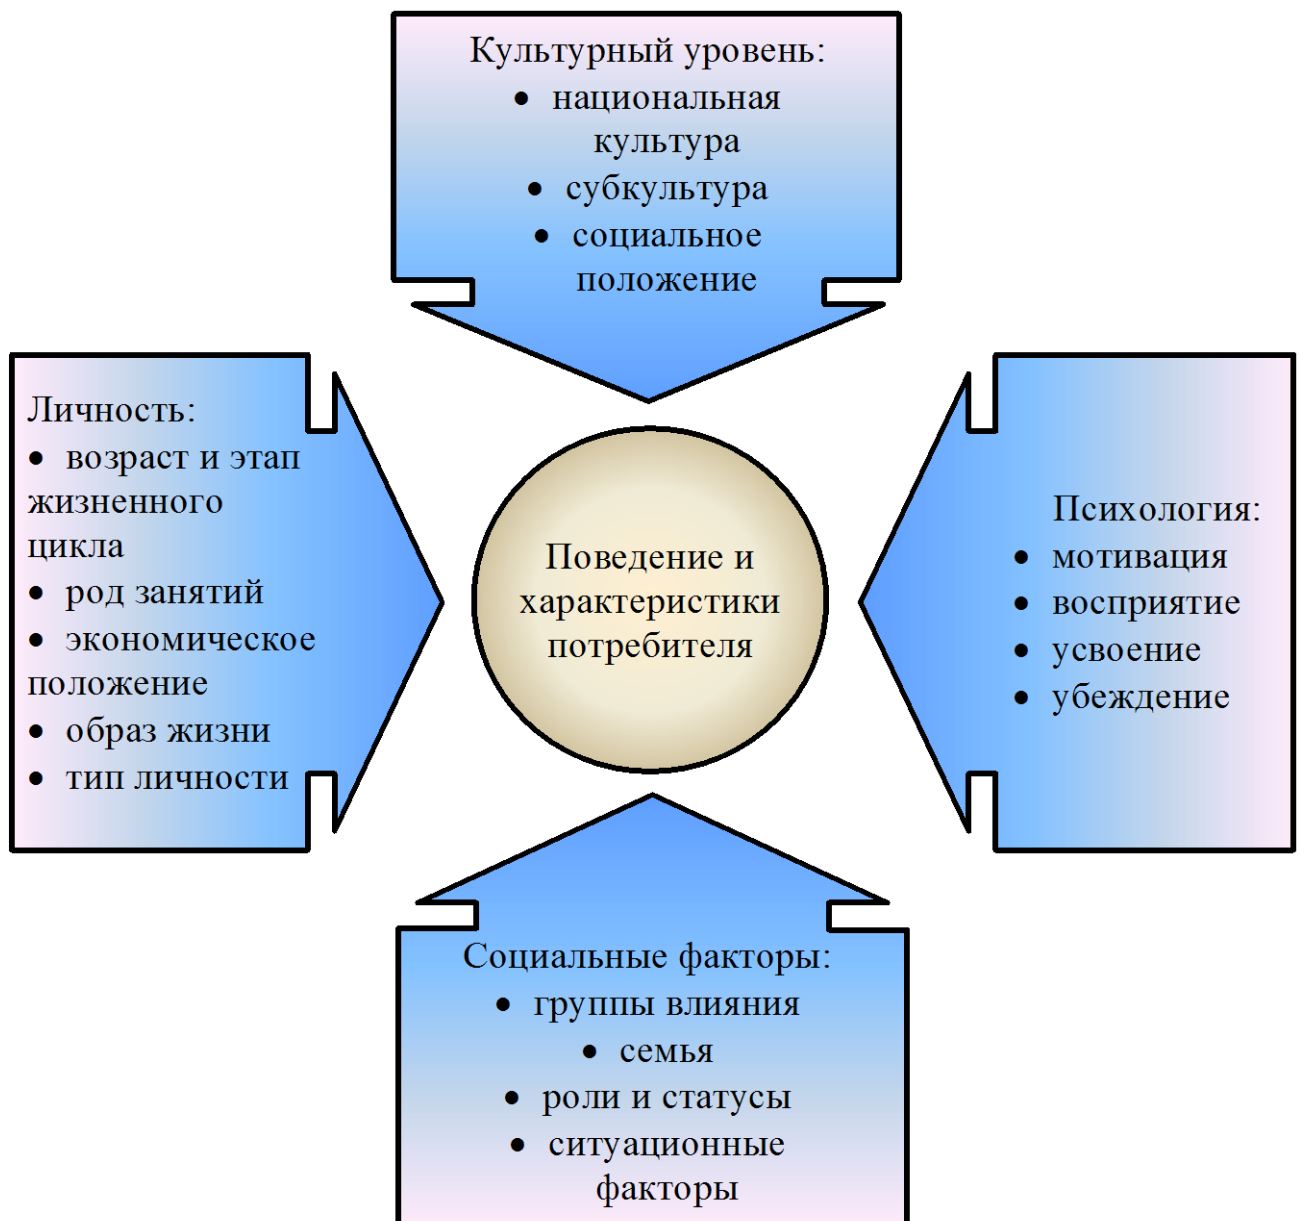 Культурный уровень:
• национальная
культура
• субкультура
• социальное
положение
Личность:
• возраст и этап
жизненного
цикла
• род занятий
• экономическое
положение
• образ жизни
• тип личности
Поведение и
характеристики
потребителя
Психология:
• мотивация
• восприятие
• усвоение
• убеждение
Социальные факторы:
• группы влияния
• семья
• роли и статусы
• ситуационные
факторы